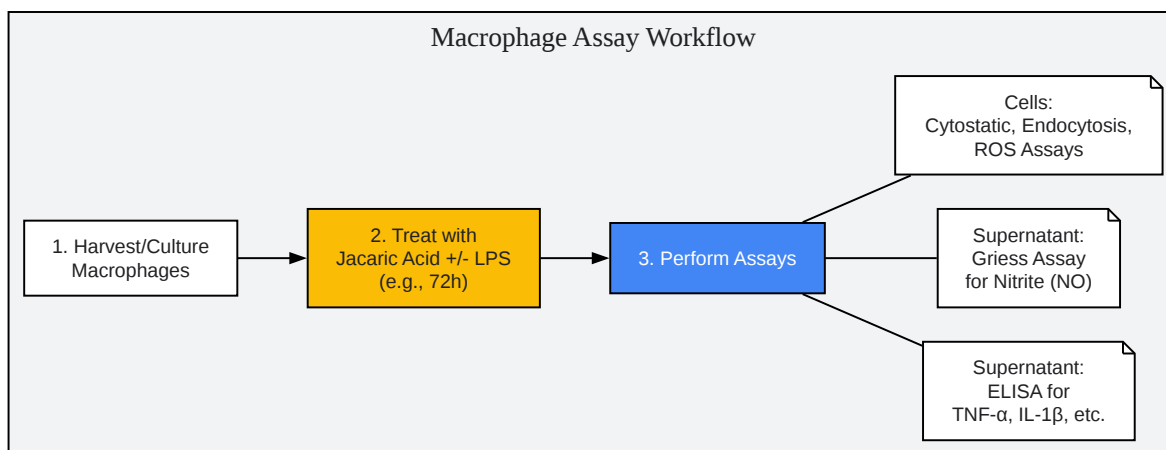 Macrophage Assay Workflow
1. Harvest/Culture
Macrophages
2. Treat with
Jacaric Acid +/- LPS
(e.g., 72h)
3. Perform Assays
Cells:
Cytostatic, Endocytosis,
ROS Assays
Supernatant:
Griess Assay
for Nitrite (NO)
Supernatant:
ELISA for
TNF-α, IL-1β, etc.